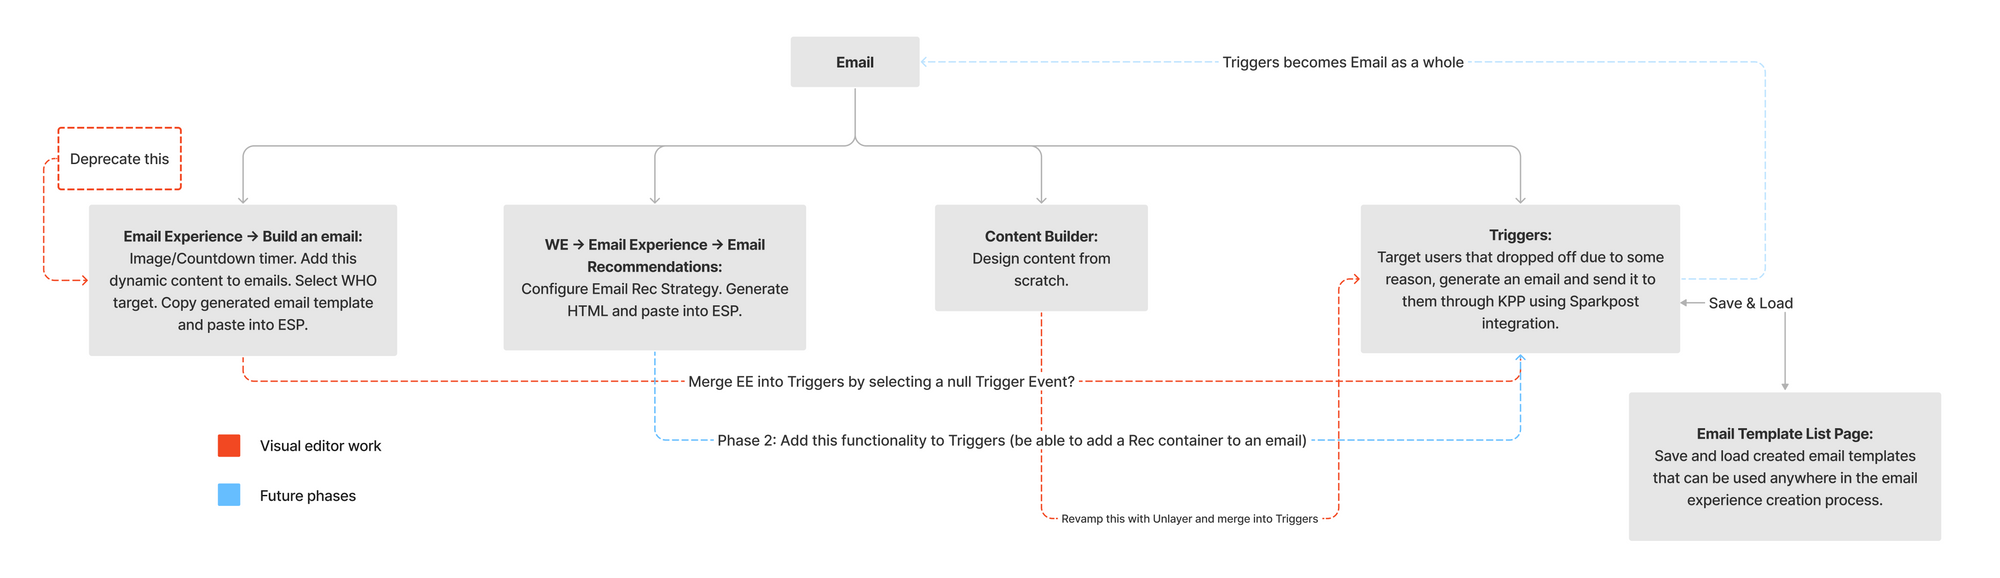 Email
Triggers becomes Email as a whole
Deprecate this
Email Experience → Build an email:
Image/Countdown timer. Add this
dynamic content to emails. Select WHO
target. Copy generated email template
and paste into ESP.
WE → Email Experience → Email
Recommendations:
Configure Email Rec Strategy. Generate
HTML and paste into ESP.
Content Builder:
Design content from
scratch.
Triggers:
Target users that dropped off due to some
reason, generate an email and send it to
them through KPP using Sparkpost
integration.
Save & Load
Merge EE into Triggers by selecting a null Trigger Event?
Phase 2: Add this functionality to Triggers (be able to add a Rec container to an email)
Revamp this with Unlayer and merge into Triggers
Email Template List Page:
Save and load created email templates
that can be used anywhere in the email
experience creation process.
Visual editor work
Future phases